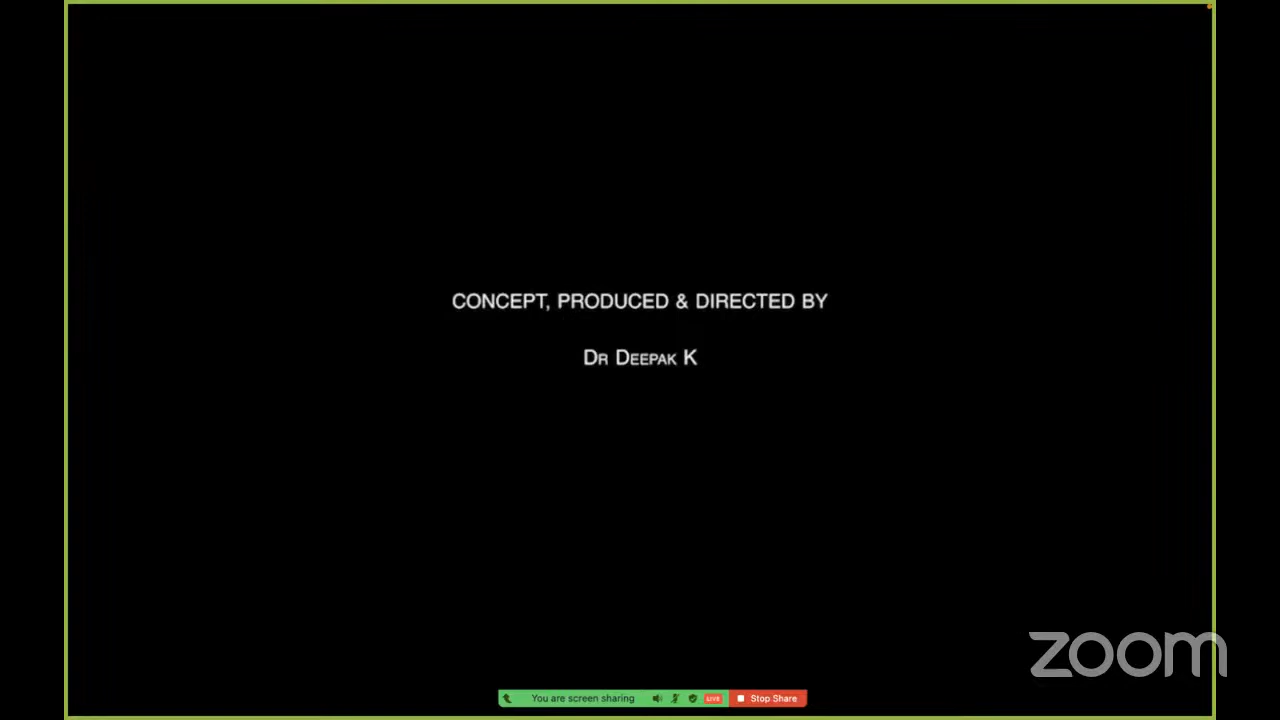 CONCEPT, PRODUCED & DIRECTED BY
DR DEEPAK K
zoom
You are screen sharing LIVE Stop Share